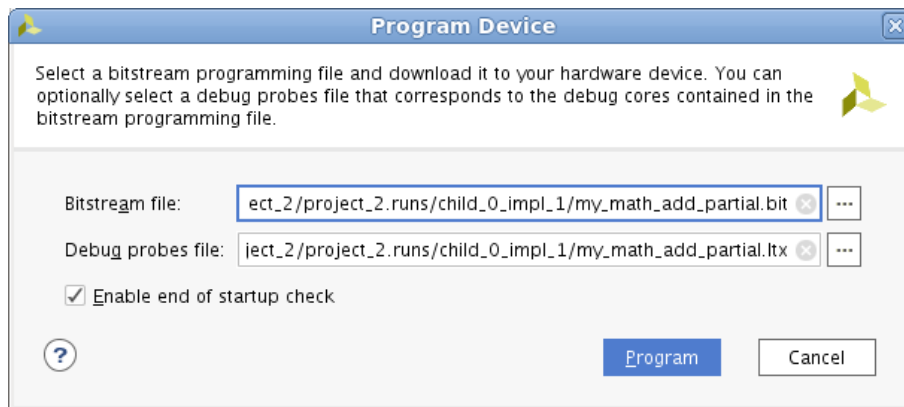 Program Device
Select a bitstream programming file and download it to your hardware device. You can
optionally select a debug probes file that corresponds to the debug cores contained in the
bitstream programming file.
Bitstream file: ect_2/project_2.runs/child_0_impl_1/my_math_add_partial.bit ...
Debug probes file: ject_2/project_2.runs/child_0_impl_1/my_math_add_partial.ltx ...
Enable end of startup check
? Program Cancel